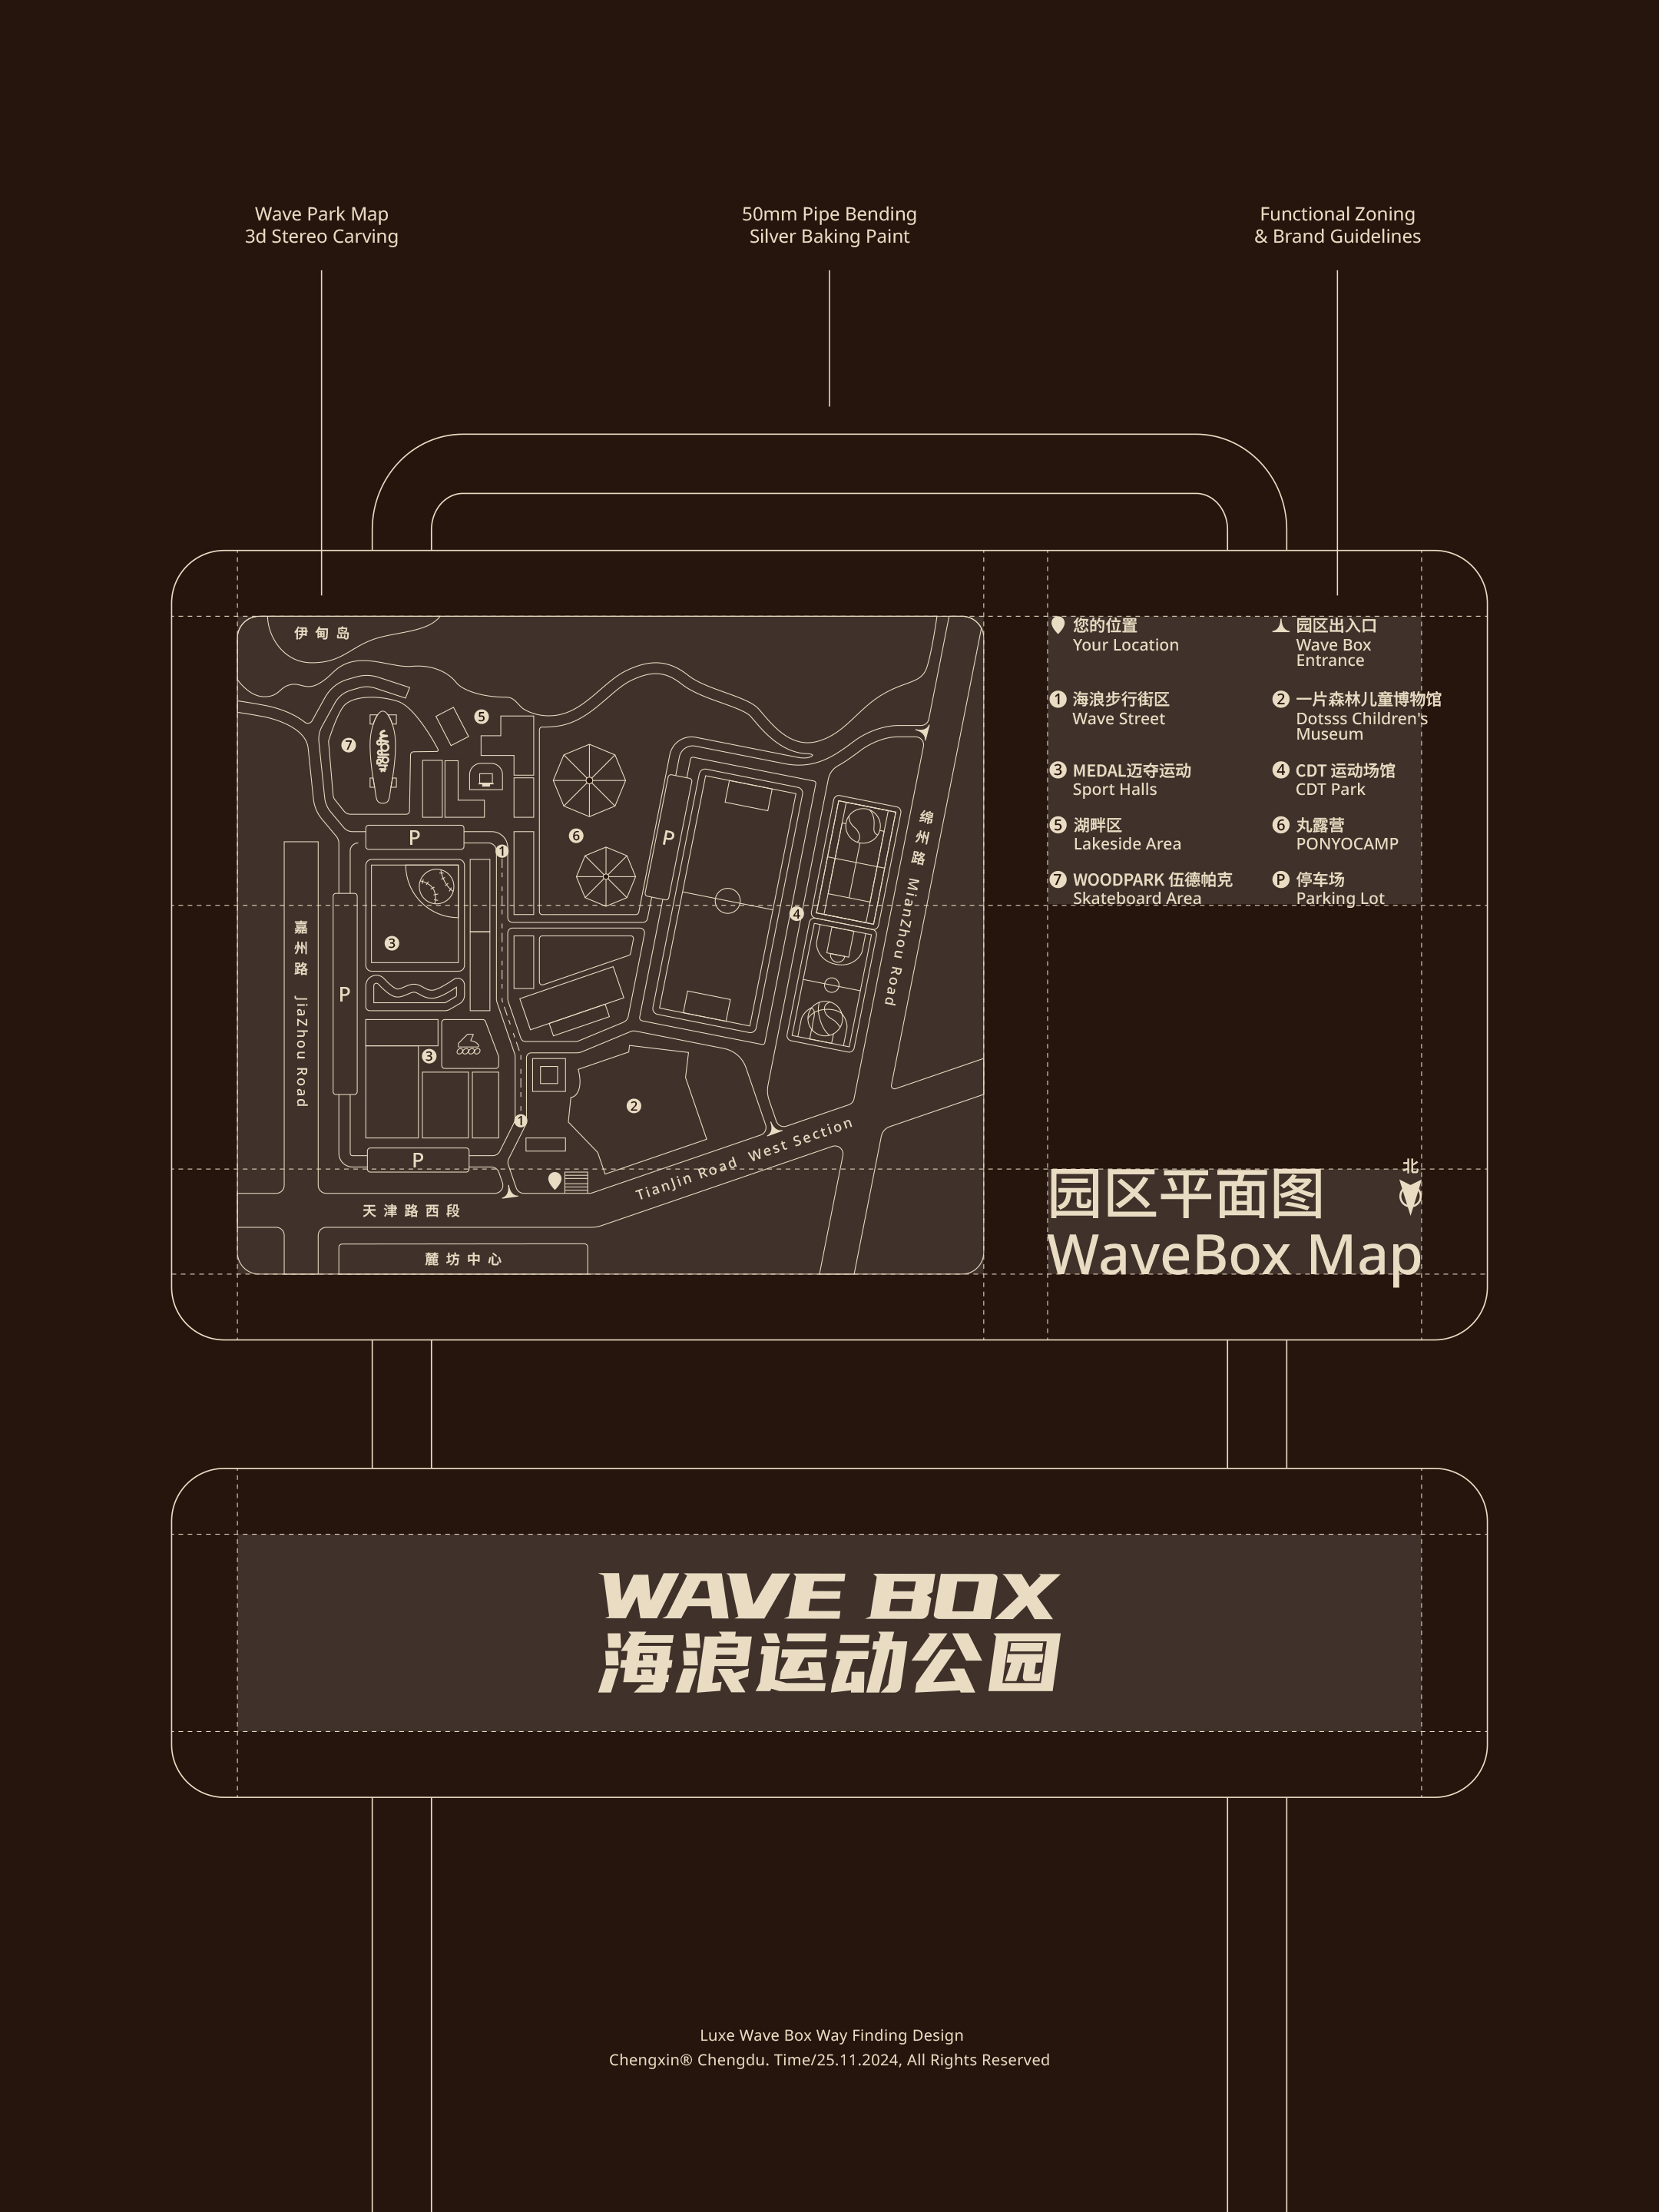 Wave Park Map
3d Stereo Carving
50mm Pipe Bending
Silver Baking Paint
Functional Zoning
& Brand Guidelines
伊甸岛
5
7
P
1
6
P
4
3
P
3
2
1
P
嘉州路 JiaZhou Road
绵州路 MianZhou Road
TianJin Road West Section
天津路西段
麓坊中心
您的位置
Your Location
园区出入口
Wave Box
Entrance
1 海浪步行街区
Wave Street
2 一片森林儿童博物馆
Dotsss Children's
Museum
3 MEDAL迈夺运动
Sport Halls
4 CDT 运动场馆
CDT Park
5 湖畔区
Lakeside Area
6 丸露营
PONYOCAMP
7 WOODPARK 伍德帕克
Skateboard Area
P 停车场
Parking Lot
北
园区平面图
WaveBox Map
WAVE BOX
海浪运动公园
Luxe Wave Box Way Finding Design
Chengxin® Chengdu. Time/25.11.2024, All Rights Reserved